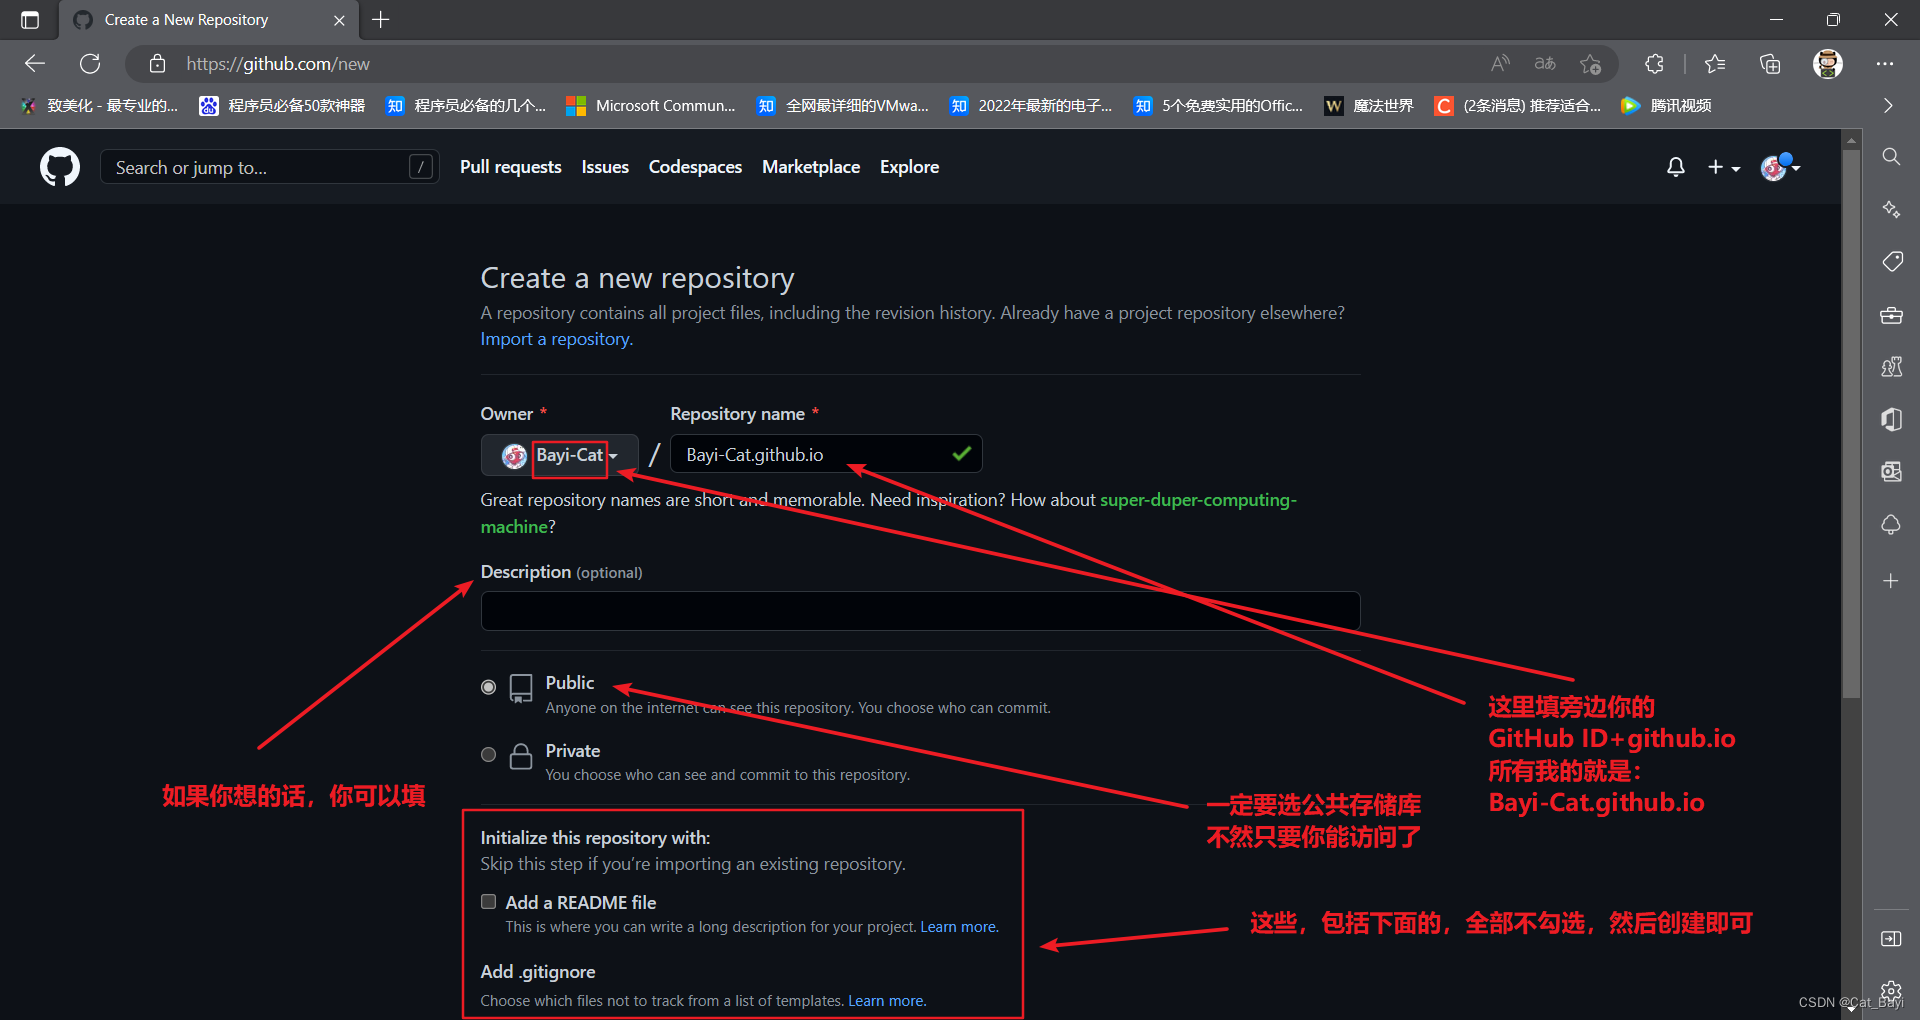 Create a New Repository
https://github.com/new
致美化 - 最专业的...
程序员必备50款神器
知 程序员必备的几个...
Microsoft Commun...
知 全网最详细的VMwa...
知 2022年最新的电子...
知 5个免费实用的Offic...
W 魔法世界
C (2条消息) 推荐适合...
腾讯视频
Search or jump to... /
Pull requests
Issues
Codespaces
Marketplace
Explore
Create a new repository
A repository contains all project files, including the revision history. Already have a project repository elsewhere?
Import a repository.
Owner *
Repository name *
Bayi-Cat
/
Bayi-Cat.github.io
Great repository names are short and memorable. Need inspiration? How about super-duper-computing-
machine?
Description (optional)
Public
Anyone on the internet can see this repository. You choose who can commit.
Private
You choose who can see and commit to this repository.
这里填旁边你的
GitHub ID+github.io
所有我的就是：
Bayi-Cat.github.io
如果你想的话，你可以填
一定要选公共存储库
不然只要你能访问了
Initialize this repository with:
Skip this step if you're importing an existing repository.
Add a README file
This is where you can write a long description for your project. Learn more.
这些，包括下面的，全部不勾选，然后创建即可
Add .gitignore
Choose which files not to track from a list of templates. Learn more.
CSDN @Cat_Bayi